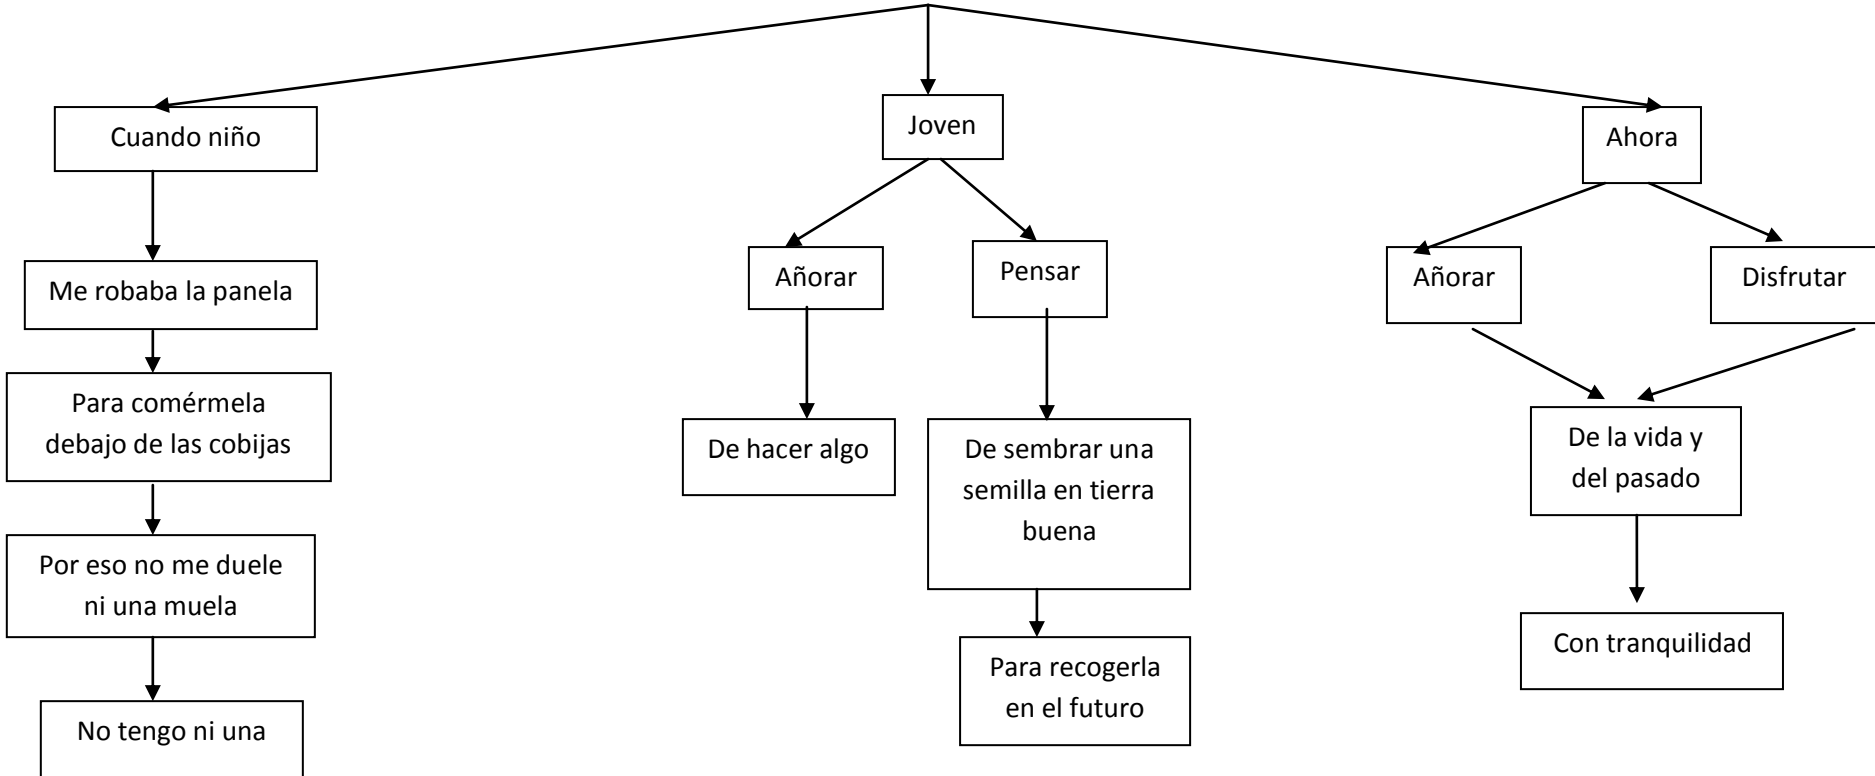 Cuando niño
Me robaba la panela
Para comérmela
debajo de las cobijas
Por eso no me duele
ni una muela
No tengo ni una
Joven
Añorar
De hacer algo
Pensar
De sembrar una
semilla en tierra
buena
Para recogerla
en el futuro
Ahora
Añorar
Disfrutar
De la vida y
del pasado
Con tranquilidad